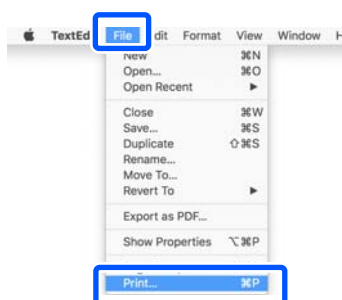 TextEd File dit Format View Window H
New ⌘N
Open... ⌘O
Open Recent ▶
Close ⌘W
Save... ⌘S
Duplicate ⇧⌘S
Rename...
Move To...
Revert To ▶
Export as PDF...
Show Properties ⌥⌘P
Print... ⌘P